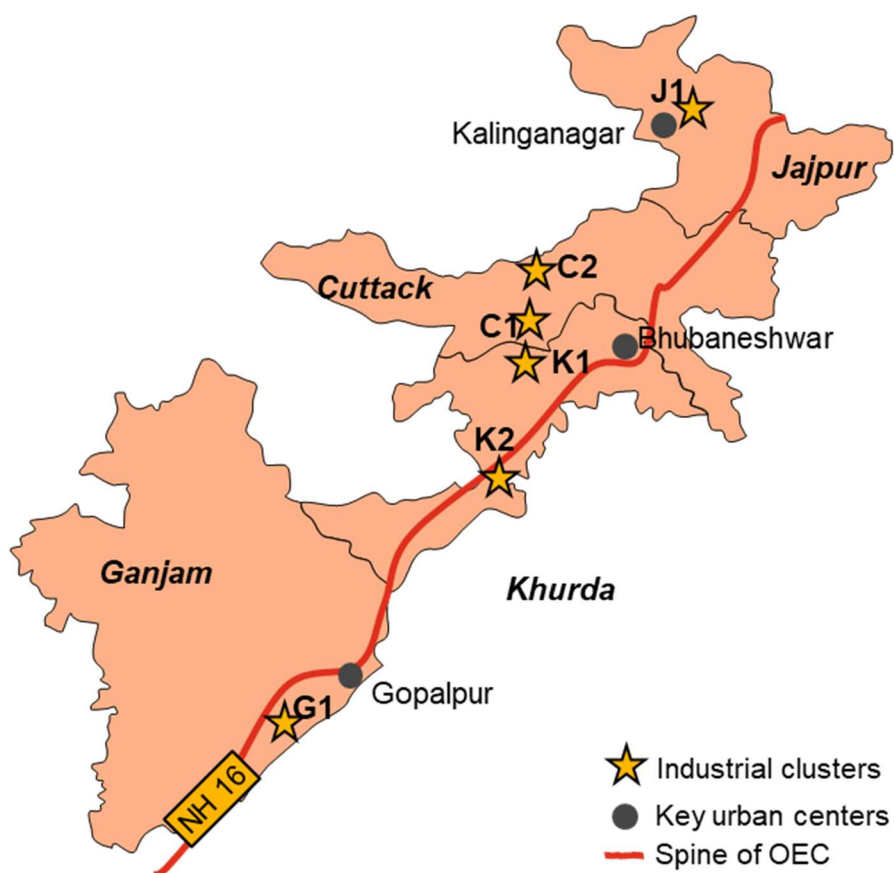 J1
Kalinganagar
Jajpur
C2
Cuttack
C1
Bhubaneshwar
K1
K2
Ganjam
Khurda
Gopalpur
G1
NH 16
Industrial clusters
Key urban centers
Spine of OEC